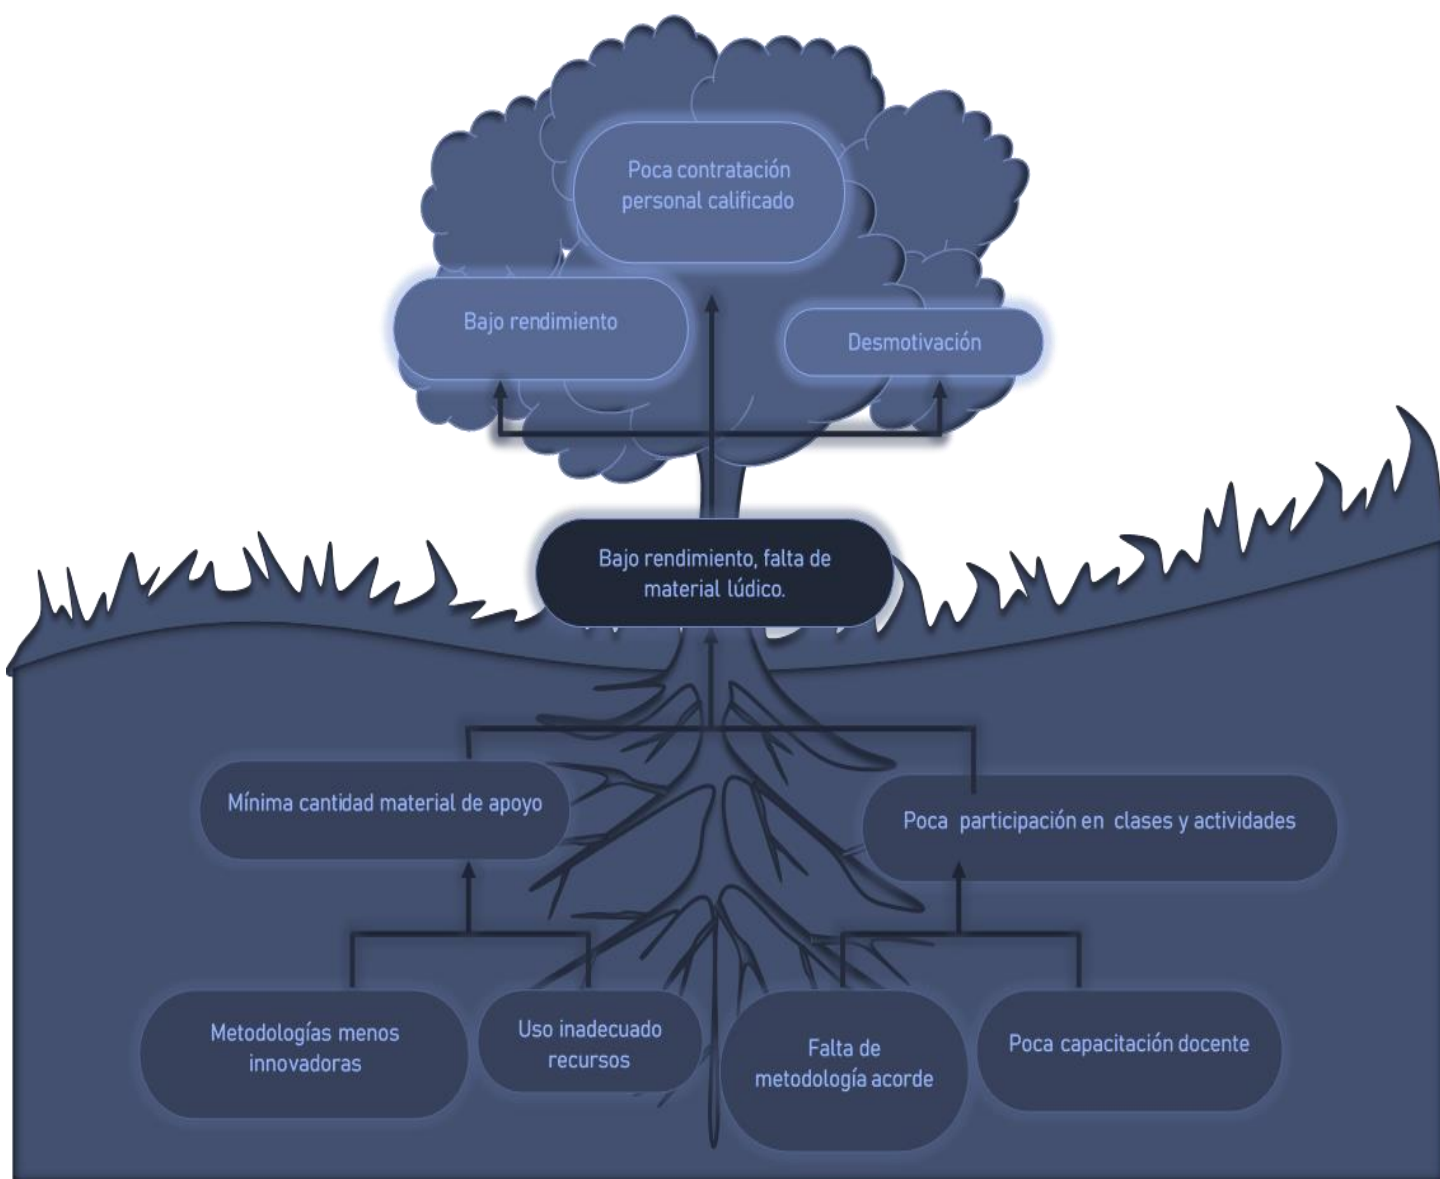 Poca contratación
personal calificado
Bajo rendimiento
Desmotivación
Bajo rendimiento, falta de
material lúdico.
Mínima cantidad material de apoyo
Poca participación en clases y actividades
Metodologías menos
innovadoras
Uso inadecuado
recursos
Falta de
metodología acorde
Poca capacitación docente